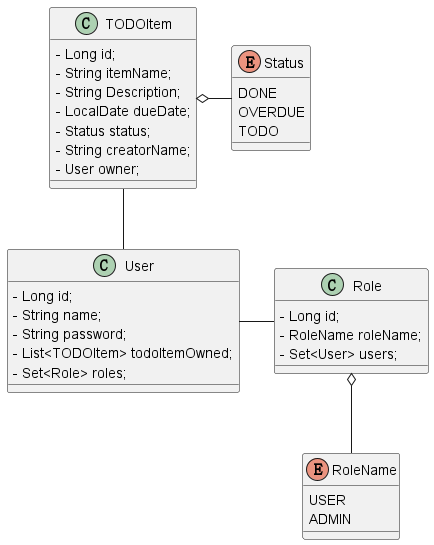 C TODOItem
- Long id;
- String itemName;
- String Description;
- LocalDate dueDate;
- Status status;
- String creatorName;
- User owner;
E Status
DONE
OVERDUE
TODO
C User
- Long id;
- String name;
- String password;
- List<TODOItem> todoItemOwned;
- Set<Role> roles;
C Role
- Long id;
- RoleName roleName;
- Set<User> users;
E RoleName
USER
ADMIN